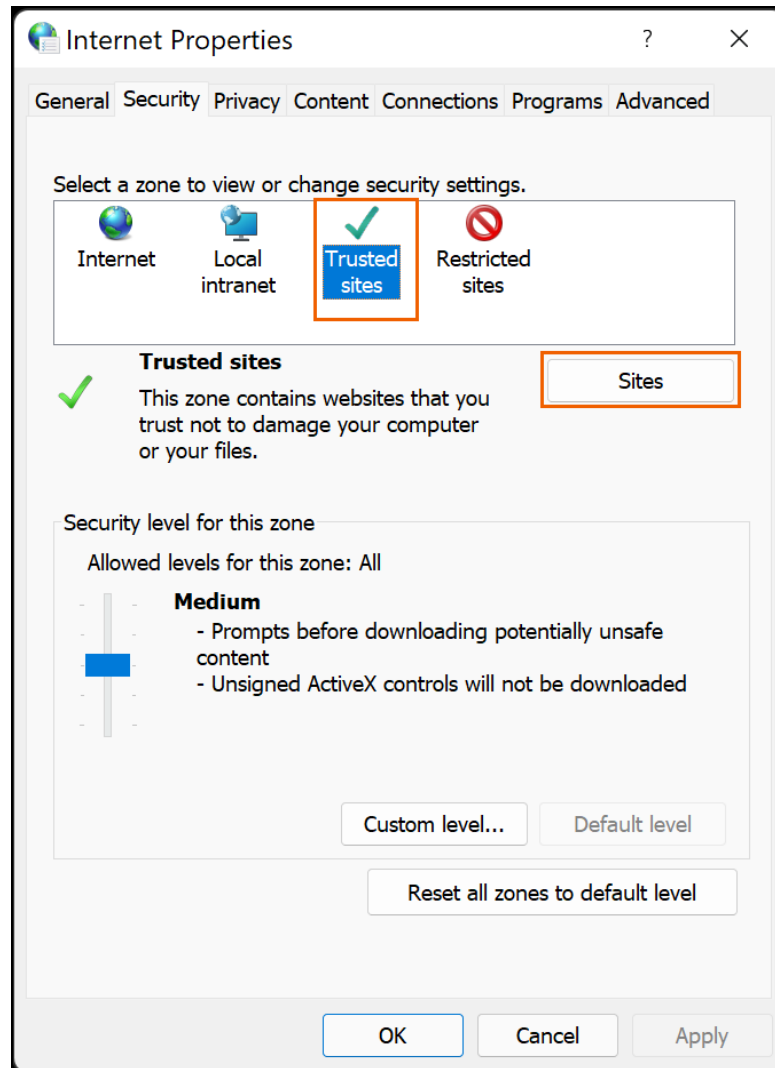 Internet Properties
?
General Security Privacy Content Connections Programs Advanced
Select a zone to view or change security settings.
Internet
Local
intranet
Trusted
sites
Restricted
sites
Trusted sites
Sites
This zone contains websites that you
trust not to damage your computer
or your files.
Security level for this zone
Allowed levels for this zone: All
Medium
- Prompts before downloading potentially unsafe
content
- Unsigned ActiveX controls will not be downloaded
Custom level...
Default level
Reset all zones to default level
OK
Cancel
Apply